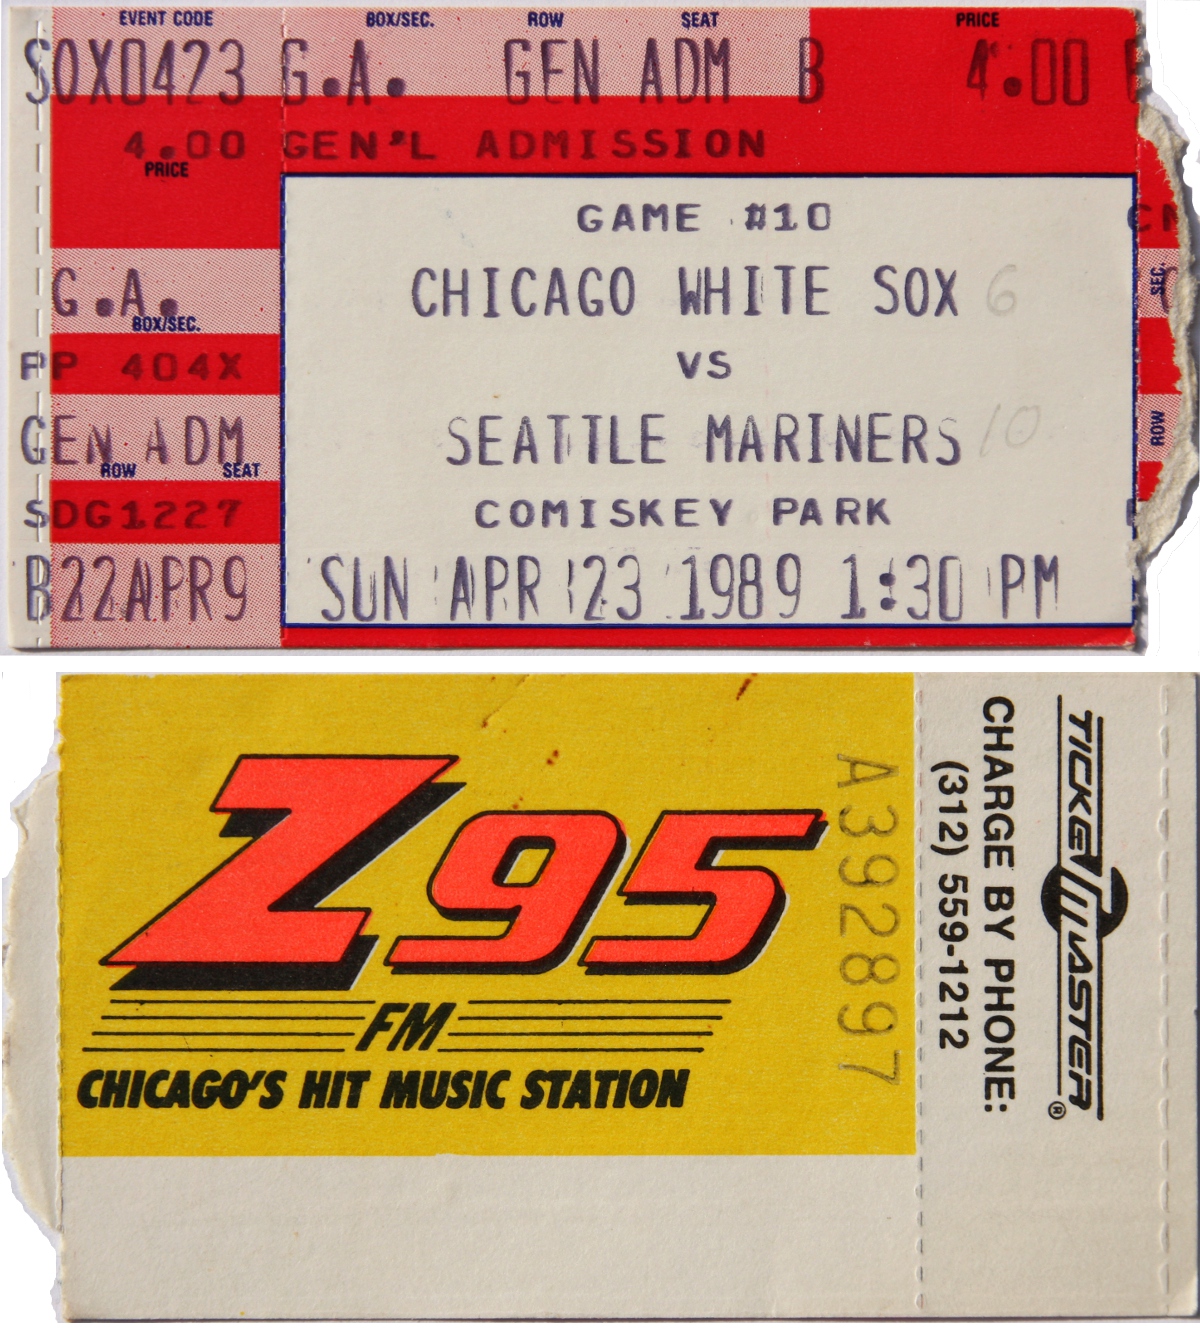 EVENT CODE BOX/SEC. ROW SEAT PRICE
SOX0423 G.A. GEN ADM B 4.00
4.00 GEN'L ADMISSION
PRICE
GAME #10
G.A. CHICAGO WHITE SOX 6
BOX/SEC.
PP 404X VS
GEN ADM SEATTLE MARINERS 10
ROW SEAT
SDG1227 COMISKEY PARK
B22APR9 SUN APR 23 1989 1:30 PM
CN
SEC.
ROW
Z95
FM
CHICAGO'S HIT MUSIC STATION
A392897
CHARGE BY PHONE:
(312) 559-1212
TICKETMASTER®